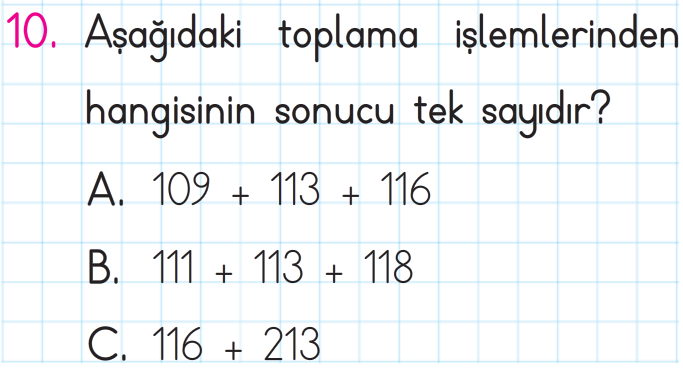 10. Aşağıdaki toplama işlemlerinden
hangisinin sonucu tek sayıdır?
A. 109 + 113 + 116
B. 111 + 113 + 118
C. 116 + 213